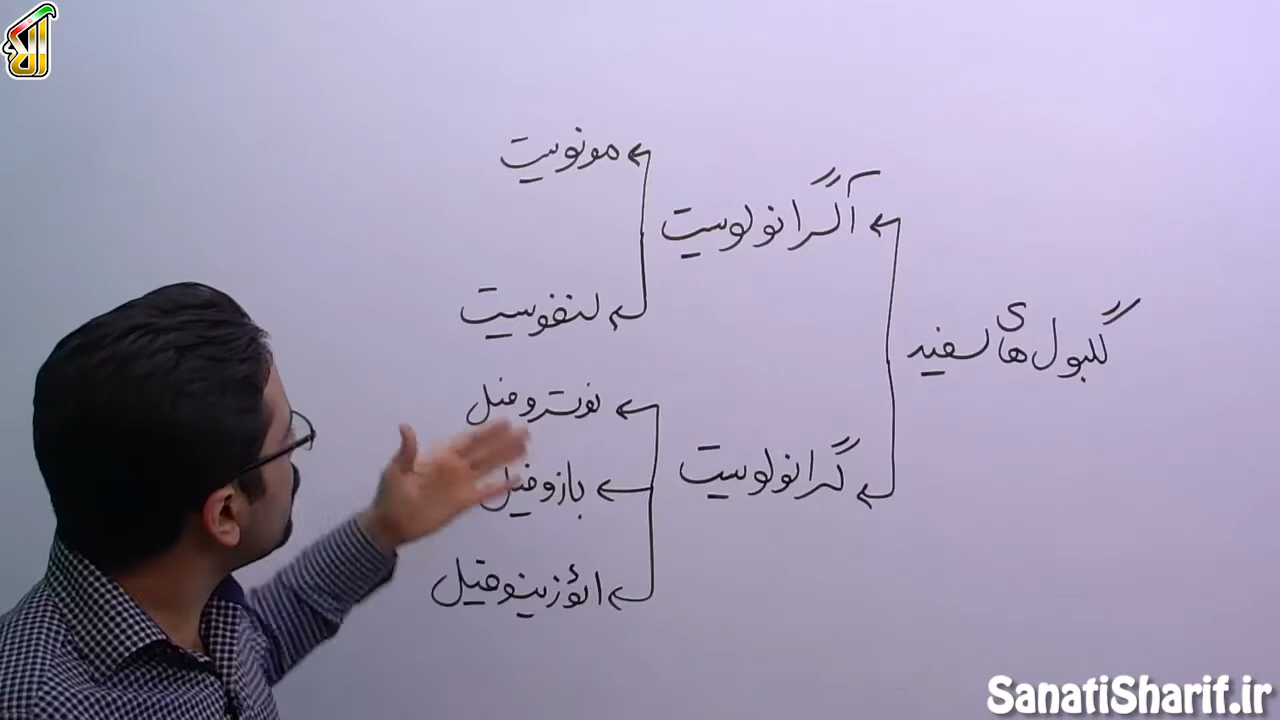 گلبول های سفید
آگرانولوسیت
مونوسیت
لنفوسیت
گرانولوسیت
نوتروفیل
بازوفیل
ائوزینوفیل
SanatiSharif.ir